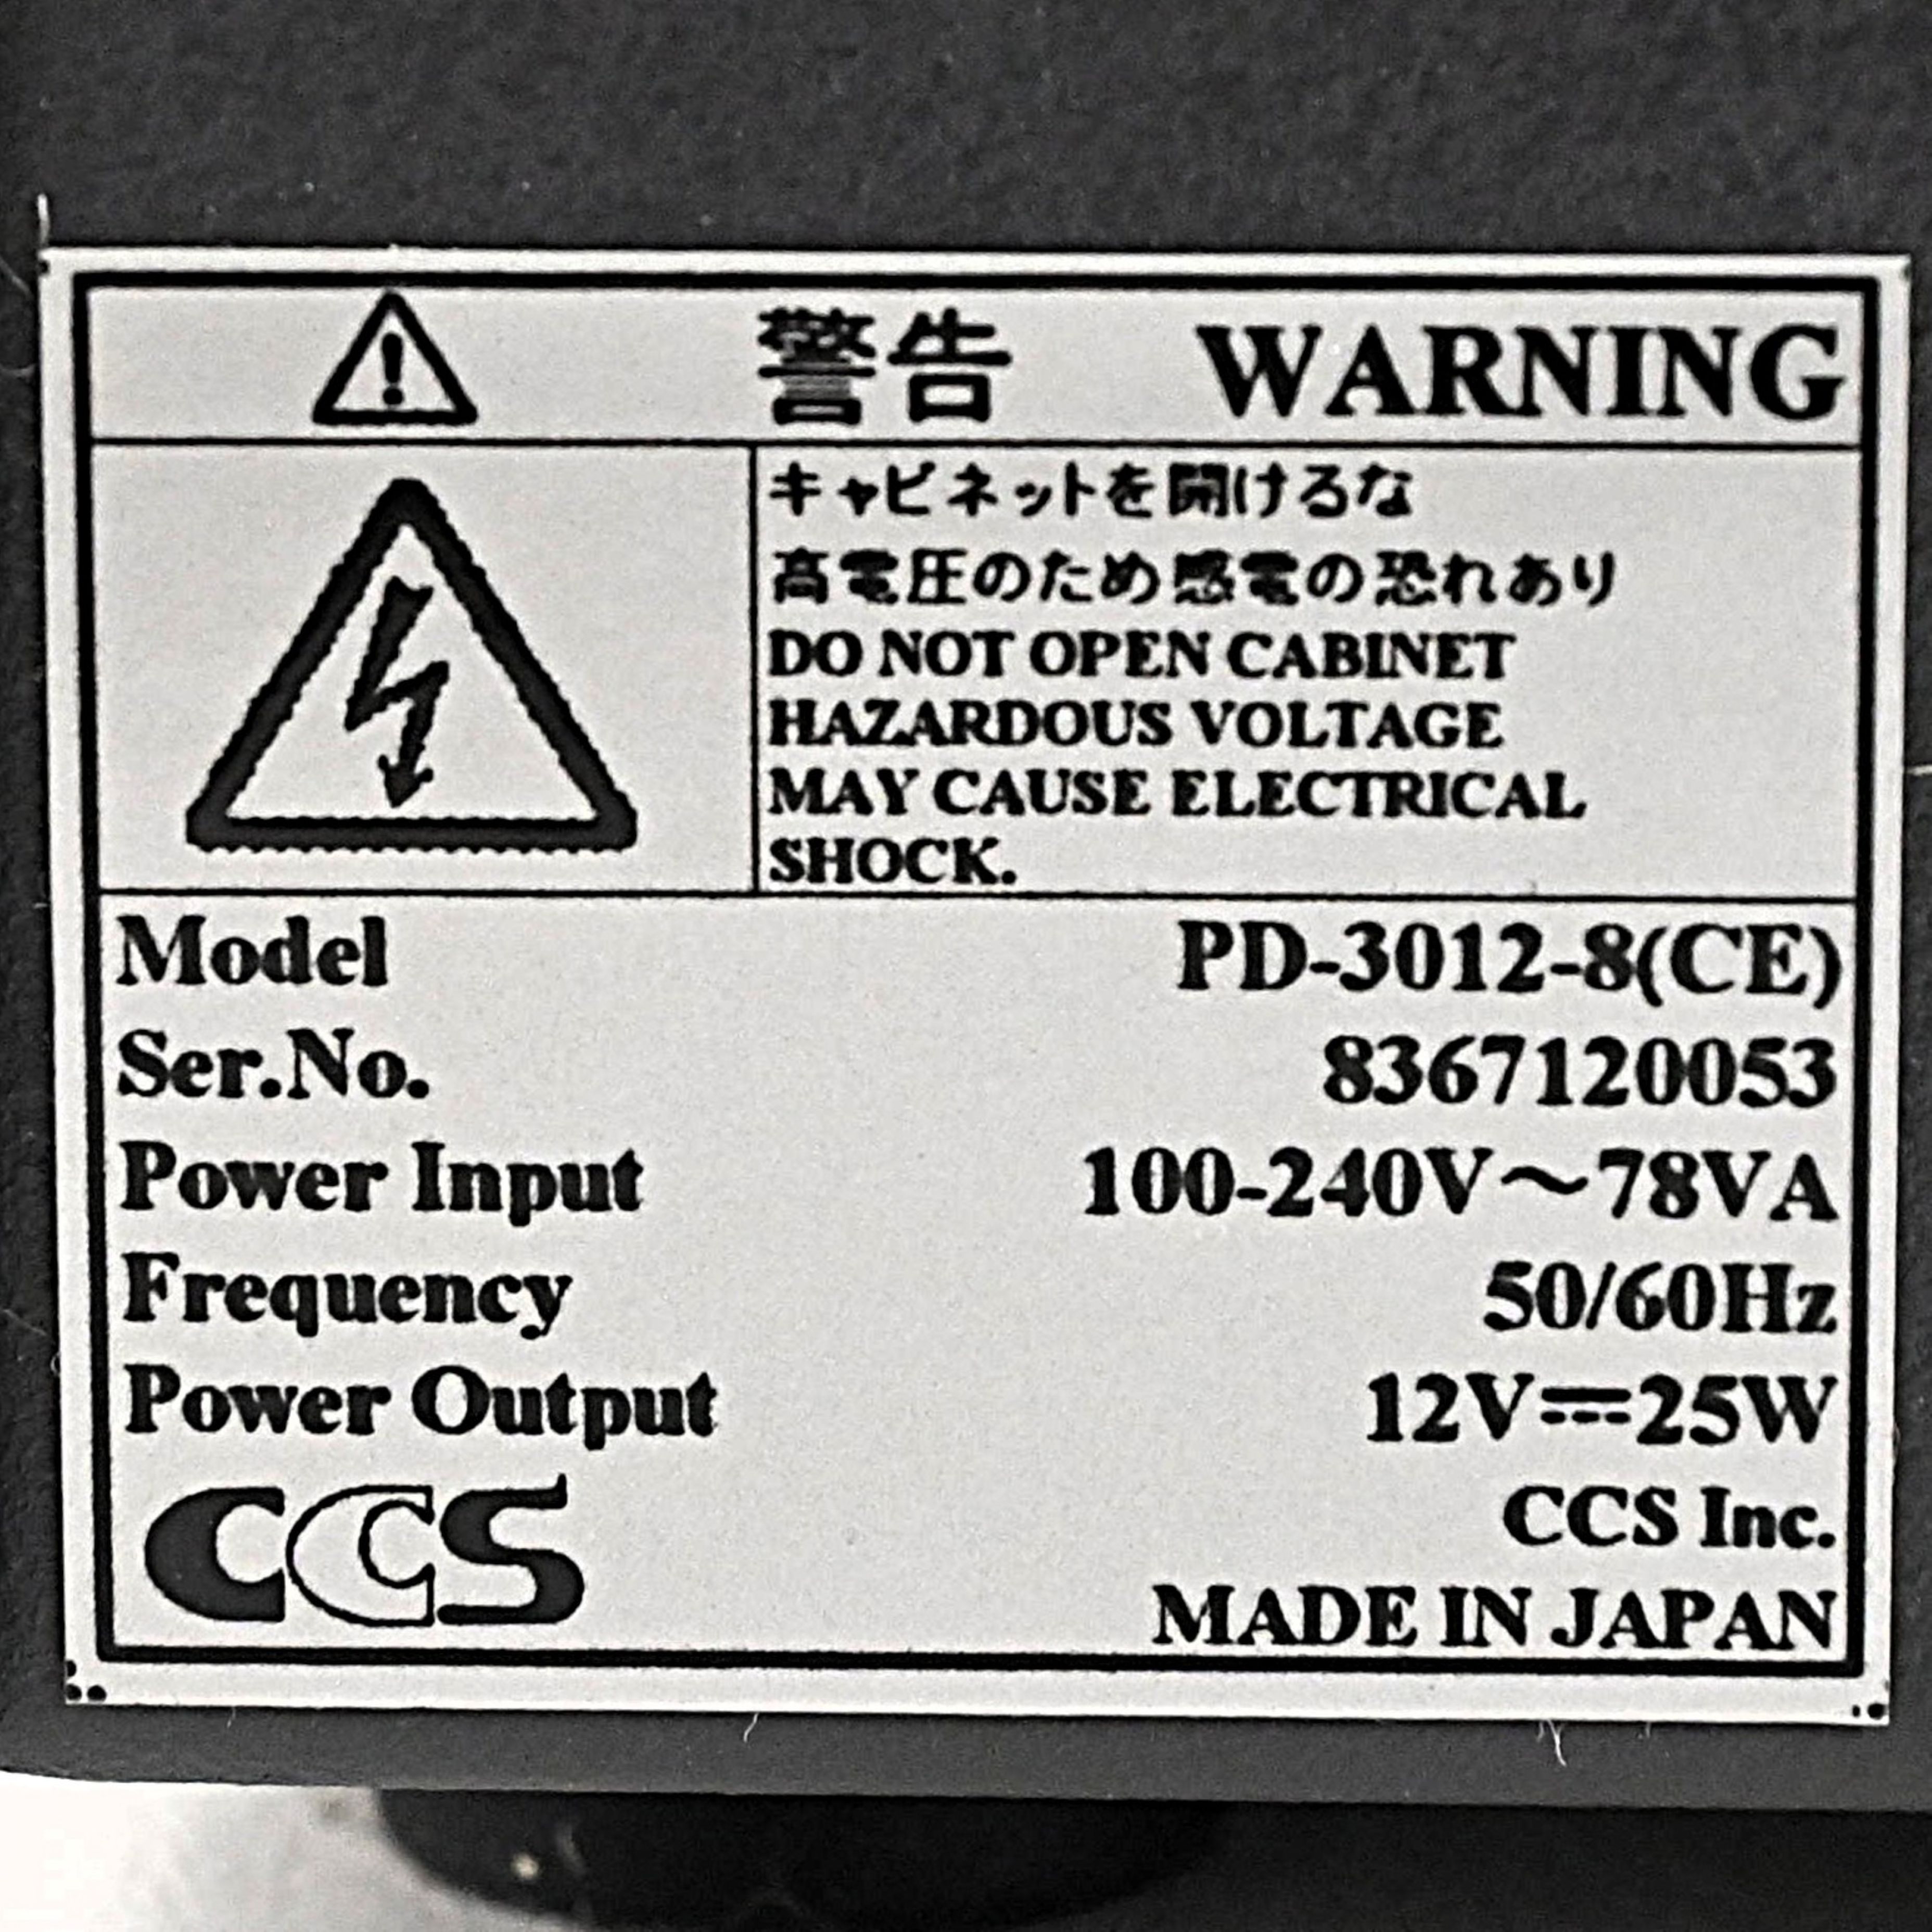 警告 WARNING
キャビネットを開けるな
高電圧のため感電の恐れあり
DO NOT OPEN CABINET
HAZARDOUS VOLTAGE
MAY CAUSE ELECTRICAL
SHOCK.
Model PD-3012-8(CE)
Ser.No. 8367120053
Power Input 100-240V～78VA
Frequency 50/60Hz
Power Output 12V⎓25W
CCS CCS Inc.
MADE IN JAPAN